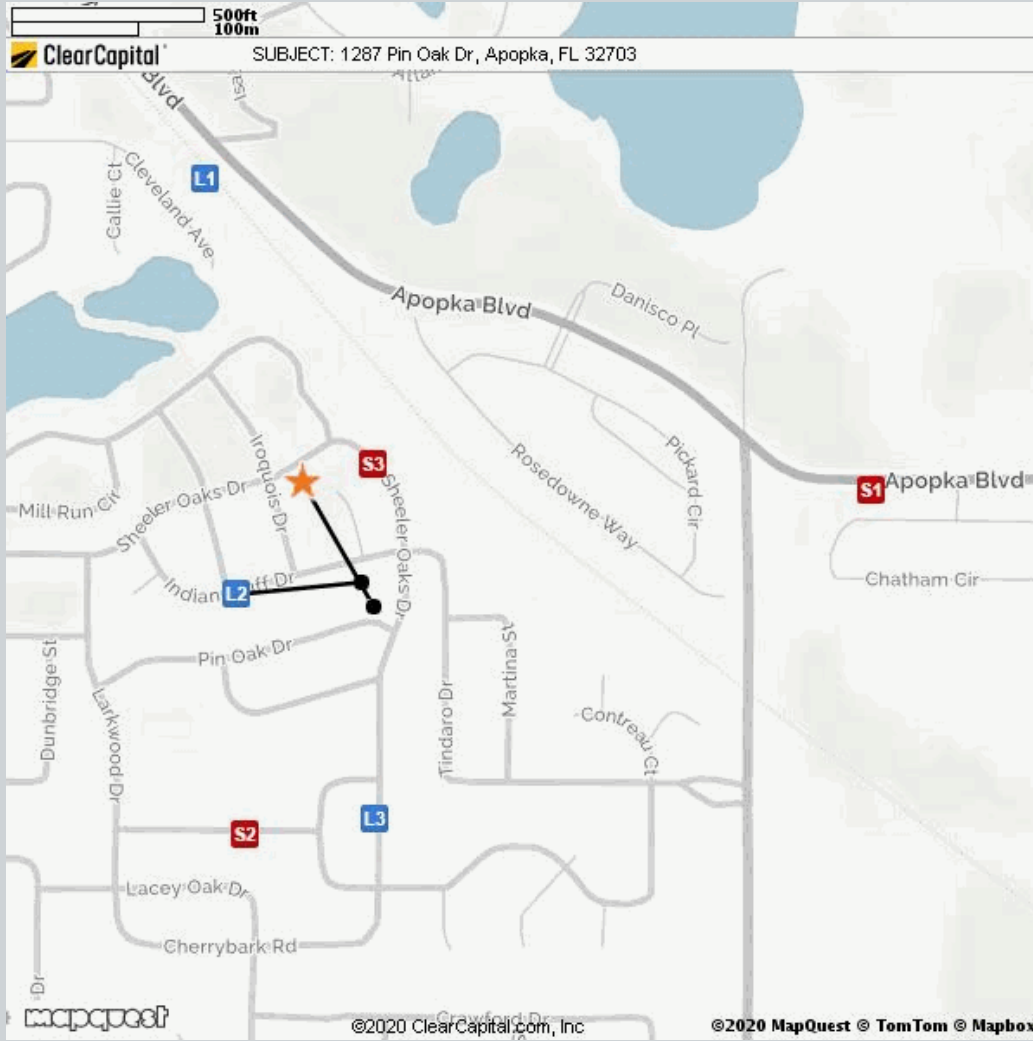 500ft
100m
ClearCapital
SUBJECT: 1287 Pin Oak Dr, Apopka, FL 32703
Blvd
L1
Callie Ct
Cleveland Ave
Apopka Blvd
Danisco Pl
Iroquois Dr
S3
Pickard Cir
Sheeler Oaks Dr
Mill Run Cir
Rosedowne Way
S1
Apopka Blvd
Sheeler Oaks Dr
Chatham Cir
Indian
L2
Dr
Pin Oak Dr
Dunbridge St
Larkwood Dr
Tindaro Dr
Martina St
Contreau Ct
L3
S2
Lacey Oak Dr
Cherrybark Rd
Dr
mapquest
©2020 ClearCapital.com, Inc
Crawford Dr
©2020 MapQuest © TomTom © Mapbox